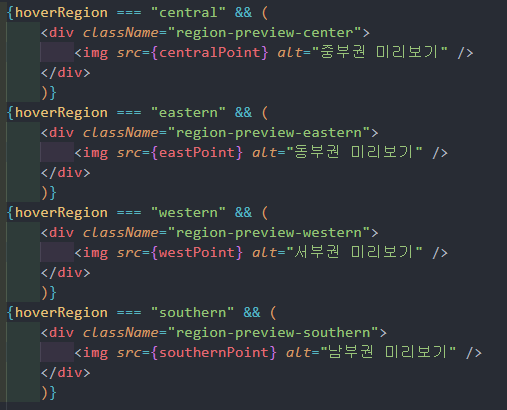 {hoverRegion === "central" && (
    <div className="region-preview-center">
        <img src={centralPoint} alt="중부권 미리보기" />
    </div>
    )}
{hoverRegion === "eastern" && (
    <div className="region-preview-eastern">
        <img src={eastPoint} alt="동부권 미리보기" />
    </div>
    )}
{hoverRegion === "western" && (
    <div className="region-preview-western">
        <img src={westPoint} alt="서부권 미리보기" />
    </div>
    )}
{hoverRegion === "southern" && (
    <div className="region-preview-southern">
        <img src={southernPoint} alt="남부권 미리보기" />
    </div>
    )}